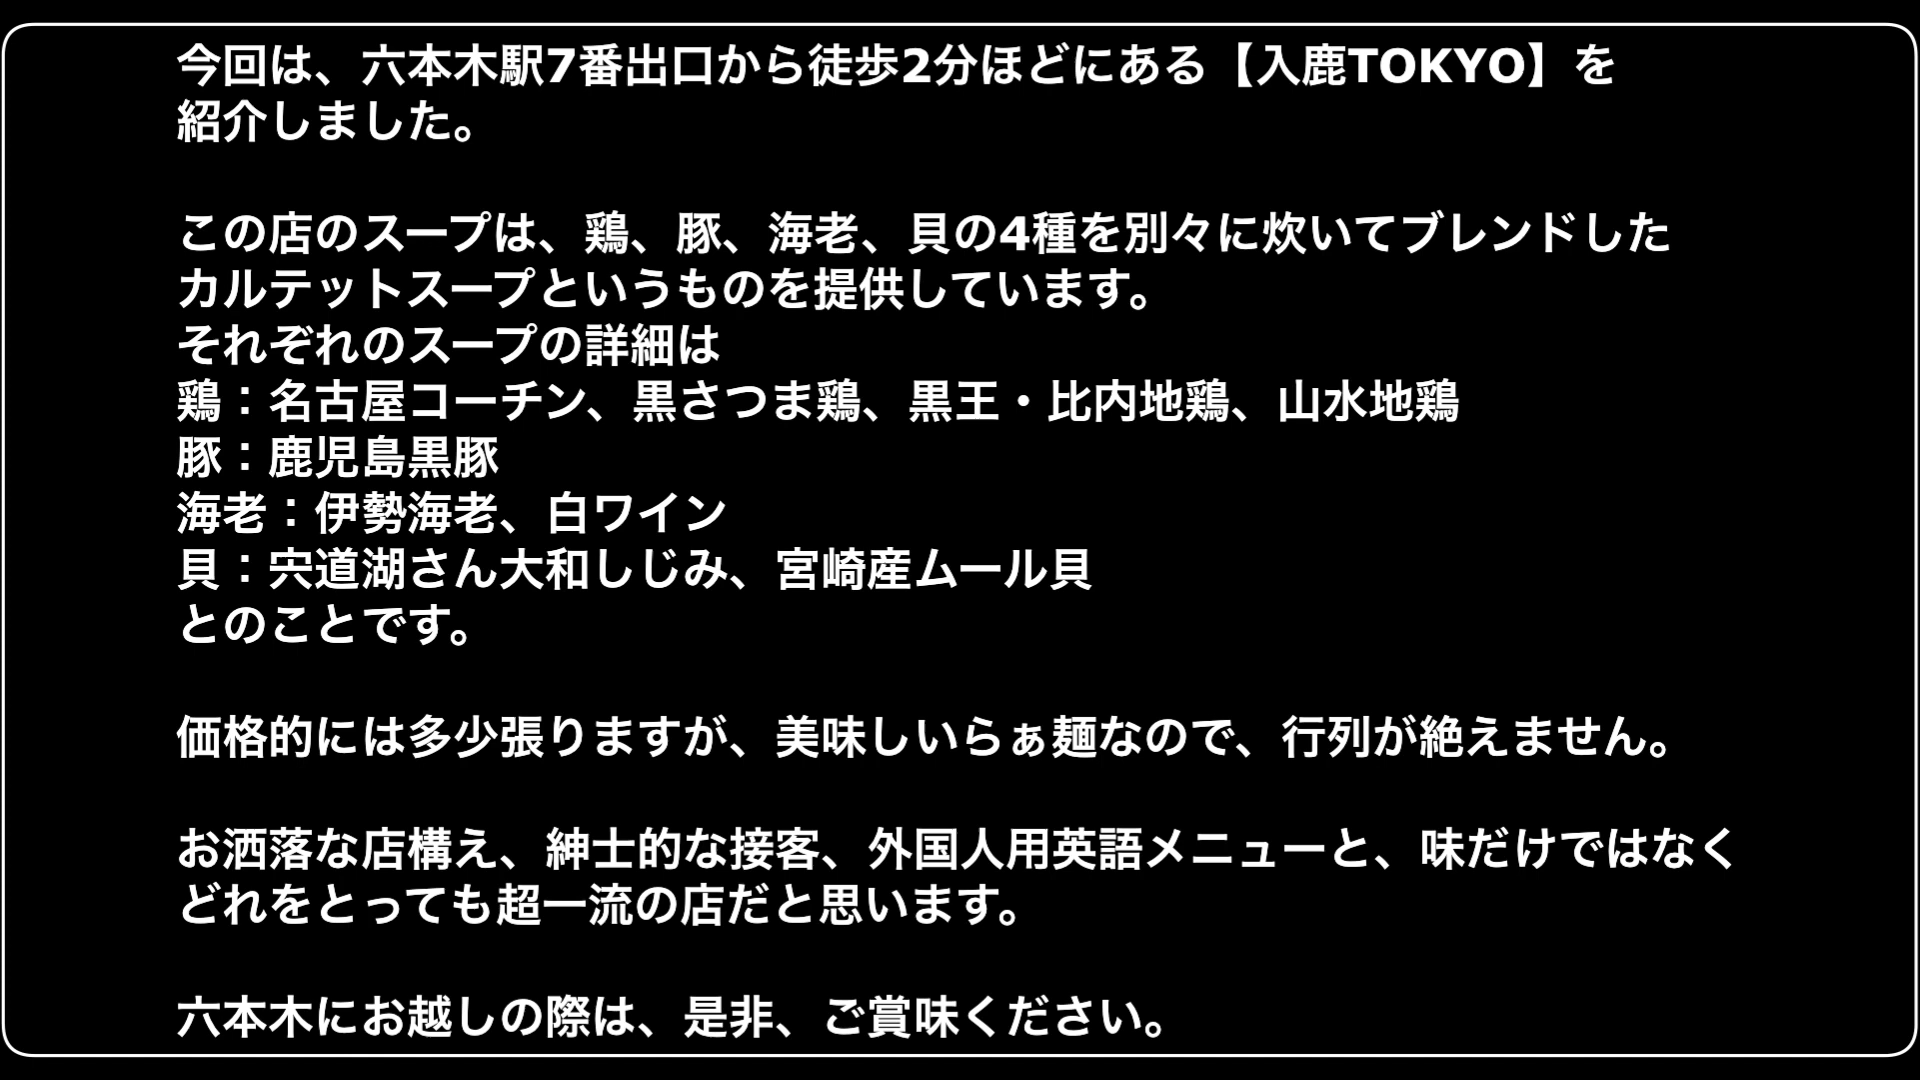 今回は、六本木駅7番出口から徒歩2分ほどにある【入鹿TOKYO】を
紹介しました。
この店のスープは、鶏、豚、海老、貝の4種を別々に炊いてブレンドした
カルテットスープというものを提供しています。
それぞれのスープの詳細は
鶏：名古屋コーチン、黒さつま鶏、黒王・比内地鶏、山水地鶏
豚：鹿児島黒豚
海老：伊勢海老、白ワイン
貝：宍道湖さん大和しじみ、宮崎産ムール貝
とのことです。
価格的には多少張りますが、美味しいらぁ麺なので、行列が絶えません。
お洒落な店構え、紳士的な接客、外国人用英語メニューと、味だけではなく
どれをとっても超一流の店だと思います。
六本木にお越しの際は、是非、ご賞味ください。